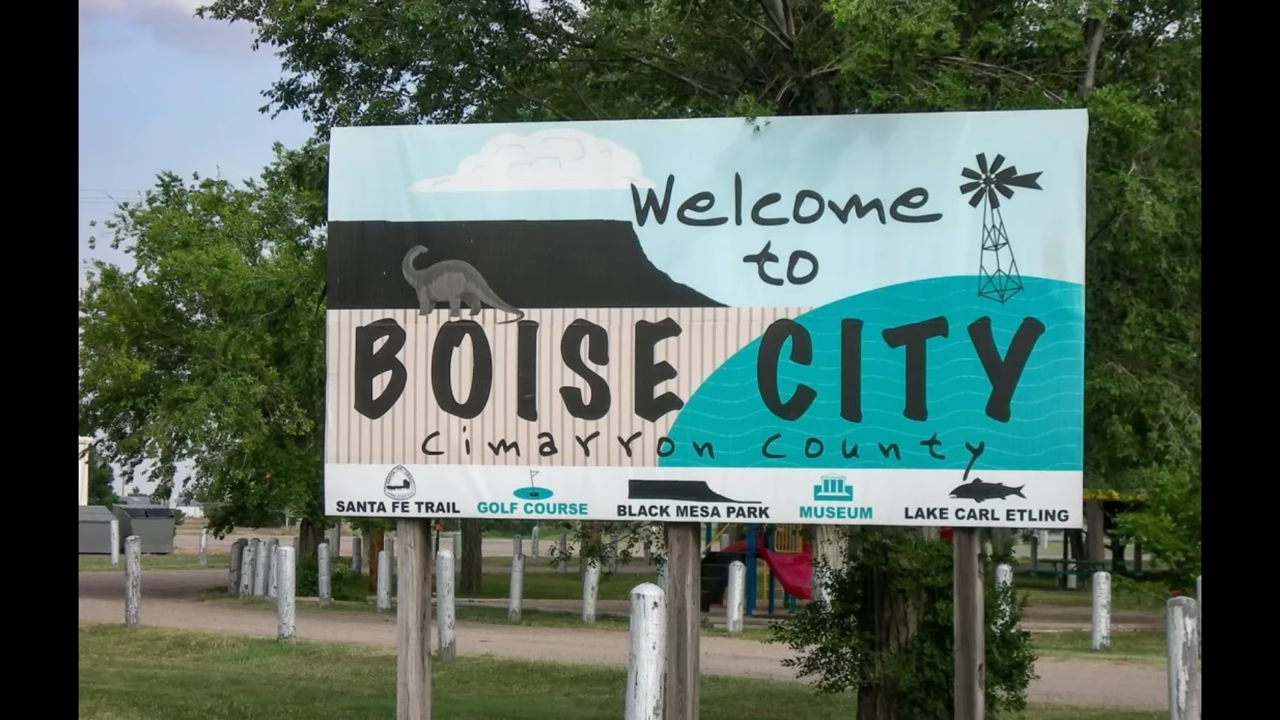 Welcome
to
BOISE CITY
Cimarron County
SANTA FE TRAIL GOLF COURSE BLACK MESA PARK MUSEUM LAKE CARL ETLING